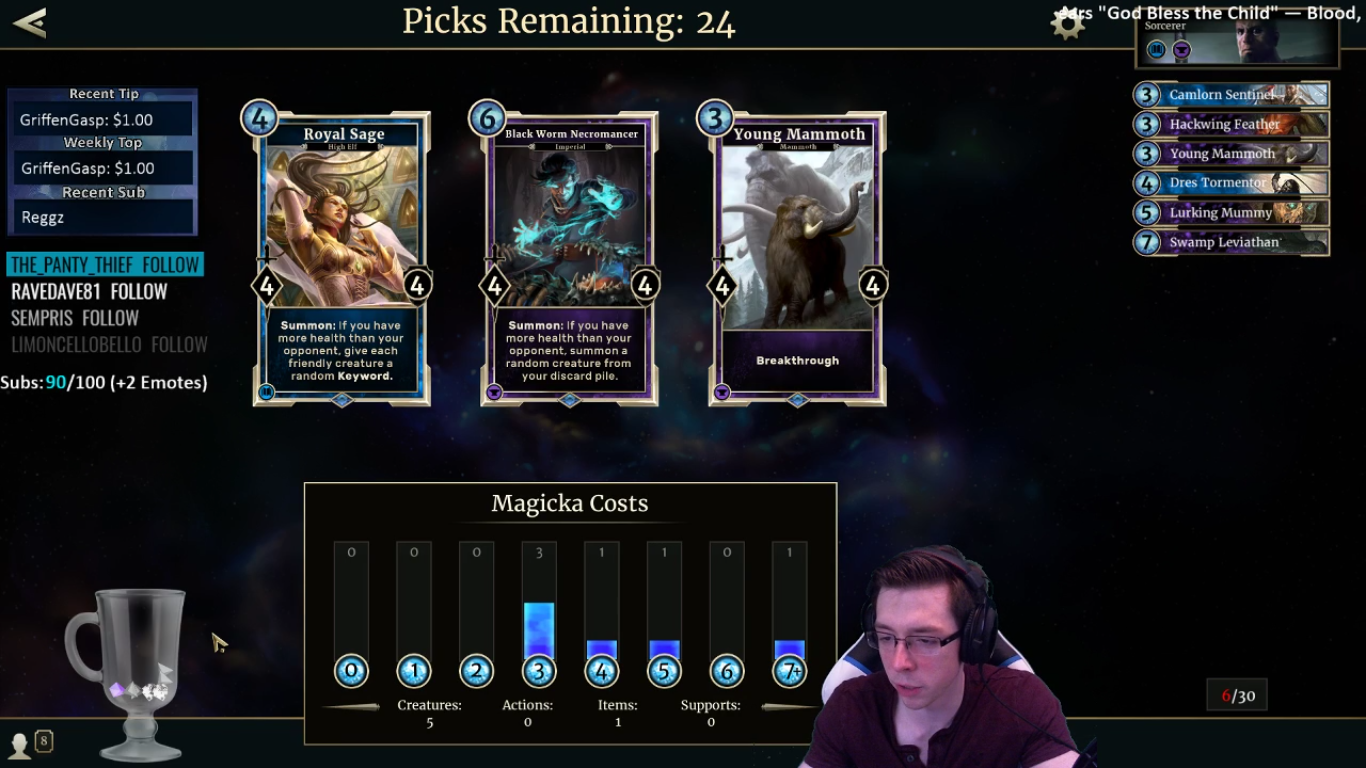 Picks Remaining: 24
ears "God Bless the Child" — Blood,
Sorcerer
Recent Tip
GriffenGasp: $1.00
Weekly Top
GriffenGasp: $1.00
Recent Sub
Reggz
THE_PANTY_THIEF FOLLOW
RAVEDAVE81 FOLLOW
SEMPRIS FOLLOW
LIMONCELLOBELLO FOLLOW
Subs: 90/100 (+2 Emotes)
4
Royal Sage
High Elf
4
4
Summon: If you have
more health than your
opponent, give each
friendly creature a
random Keyword.
6
Black Worm Necromancer
Imperial
4
4
Summon: If you have
more health than your
opponent, summon a
random creature from
your discard pile.
3
Young Mammoth
Mammoth
4
4
Breakthrough
3 Camlorn Sentinel
3 Hackwing Feather
3 Young Mammoth
4 Dres Tormentor
5 Lurking Mummy
7 Swamp Leviathan
Magicka Costs
0 0 0 3 1 1 0 1
0 1 2 3 4 5 6 7+
Creatures: Actions: Items: Supports:
5 0 1 0
6/30
8